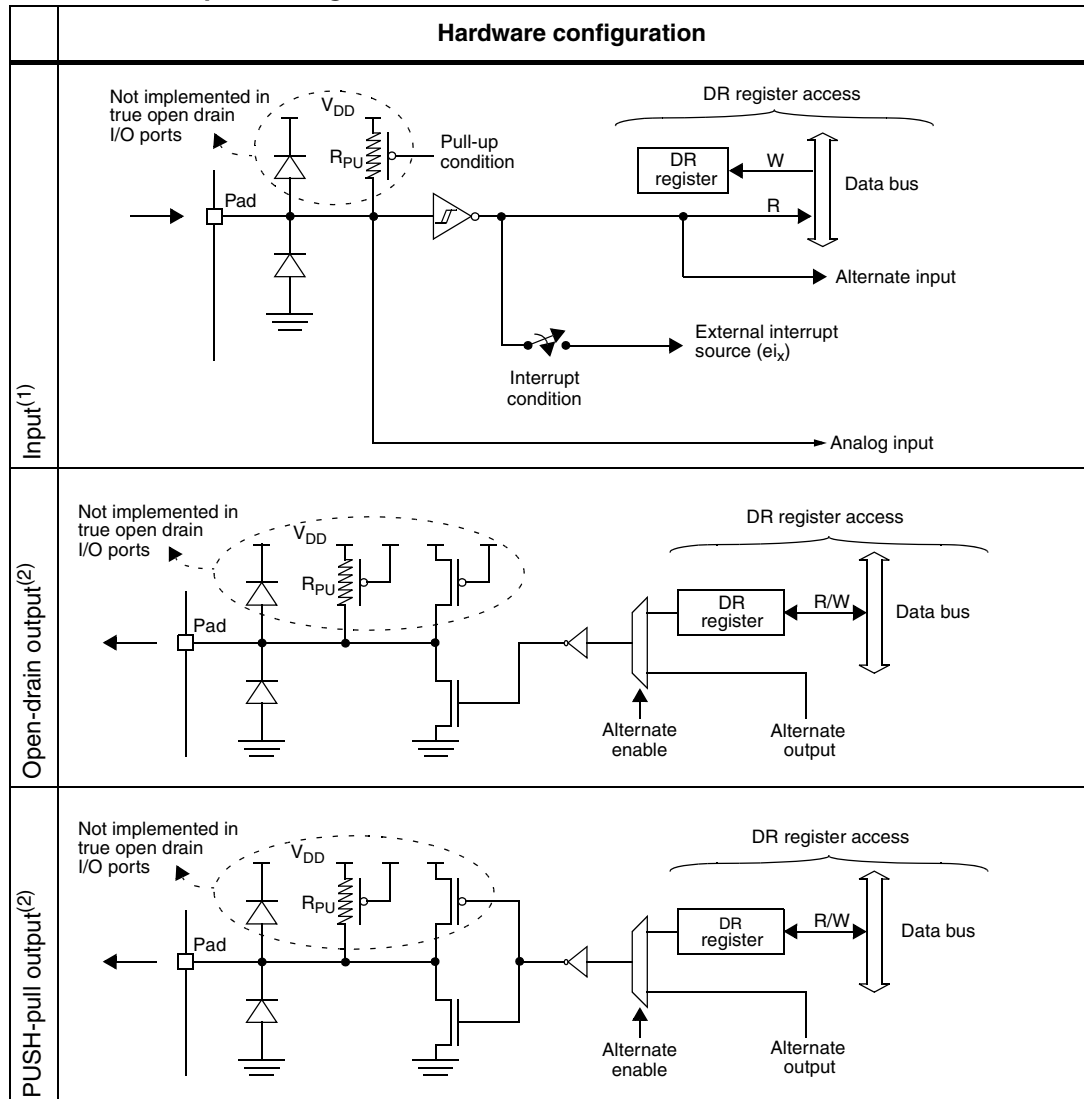 Hardware configuration
Input(1)
Not implemented in
true open drain
I/O ports
VDD
RPU
Pull-up
condition
Pad
DR register access
DR
register
W
R
Data bus
Alternate input
External interrupt
source (eix)
Interrupt
condition
Analog input
Open-drain output(2)
Not implemented in
true open drain
I/O ports
VDD
RPU
Pad
DR register access
DR
register
R/W
Data bus
Alternate
enable
Alternate
output
PUSH-pull output(2)
Not implemented in
true open drain
I/O ports
VDD
RPU
Pad
DR register access
DR
register
R/W
Data bus
Alternate
enable
Alternate
output